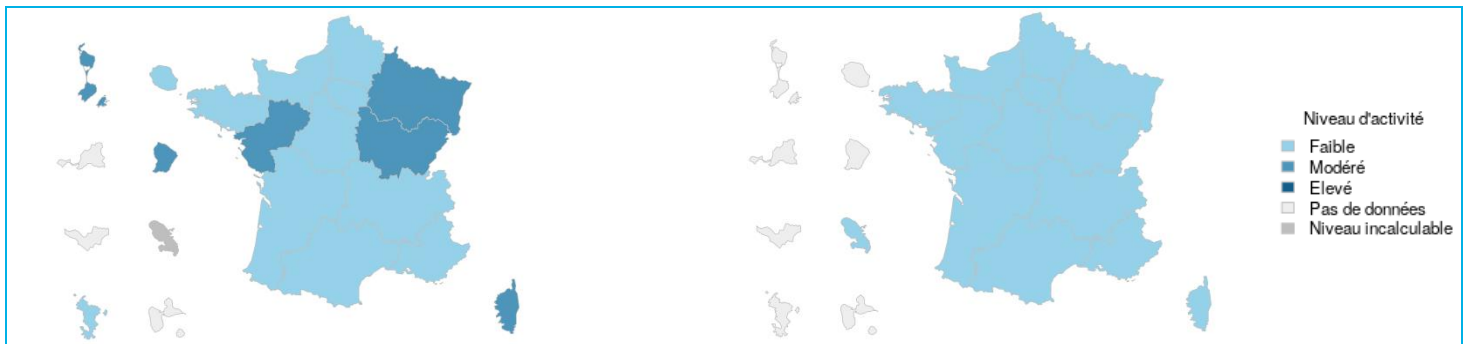 Niveau d'activité
Faible
Modéré
Elevé
Pas de données
Niveau incalculable